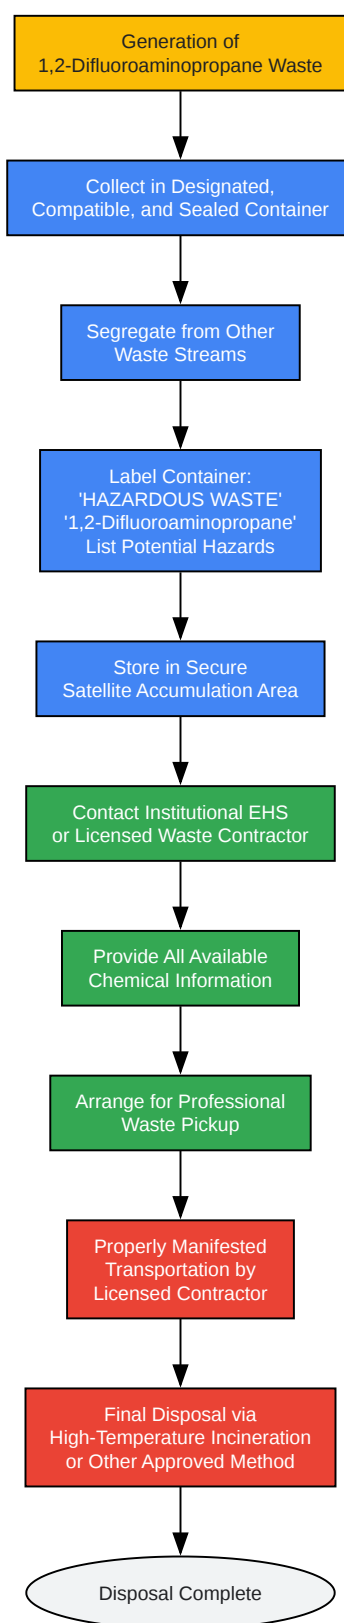 Generation of
1,2-Difluoroaminopropane Waste
Collect in Designated,
Compatible, and Sealed Container
Segregate from Other
Waste Streams
Label Container:
'HAZARDOUS WASTE'
'1,2-Difluoroaminopropane'
List Potential Hazards
Store in Secure
Satellite Accumulation Area
Contact Institutional EHS
or Licensed Waste Contractor
Provide All Available
Chemical Information
Arrange for Professional
Waste Pickup
Properly Manifested
Transportation by
Licensed Contractor
Final Disposal via
High-Temperature Incineration
or Other Approved Method
Disposal Complete